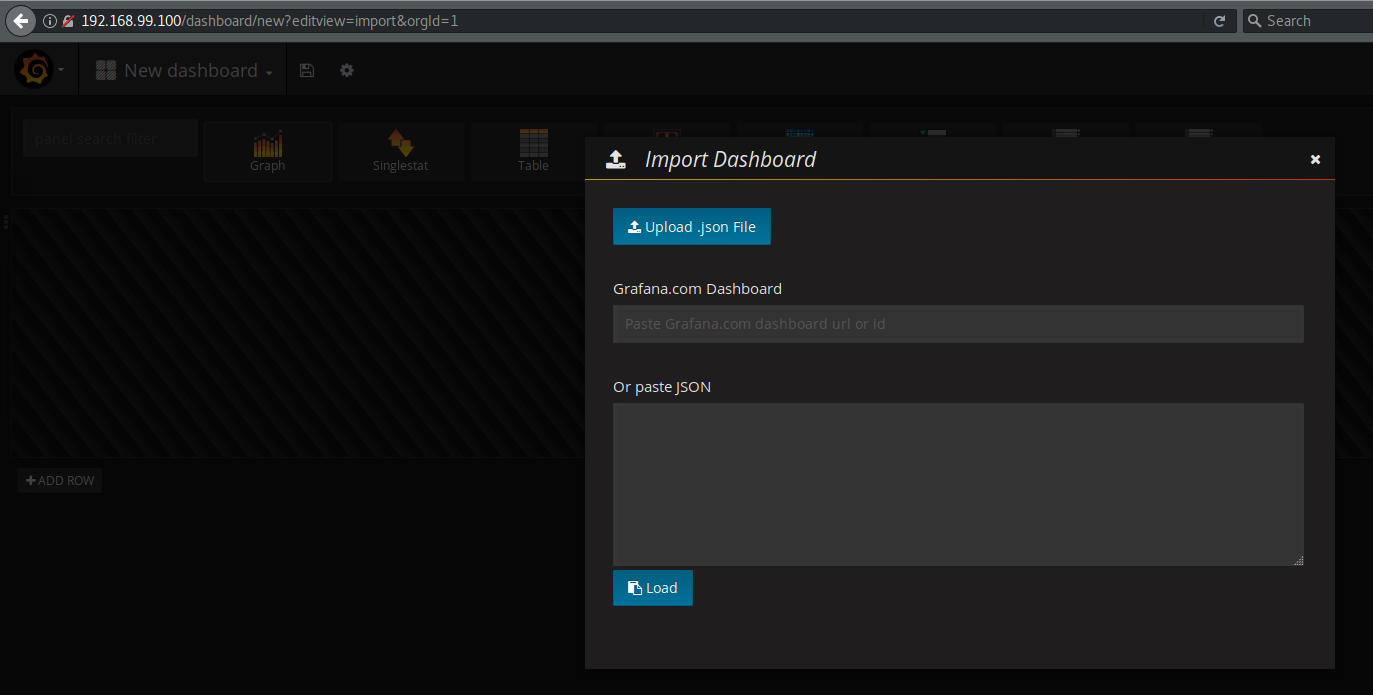 192.168.99.100/dashboard/new?editview=import&orgId=1
Search
New dashboard
panel search filter
Graph
Singlestat
Table
Import Dashboard
Upload .json File
Grafana.com Dashboard
Paste Grafana.com dashboard url or id
Or paste JSON
Load
ADD ROW